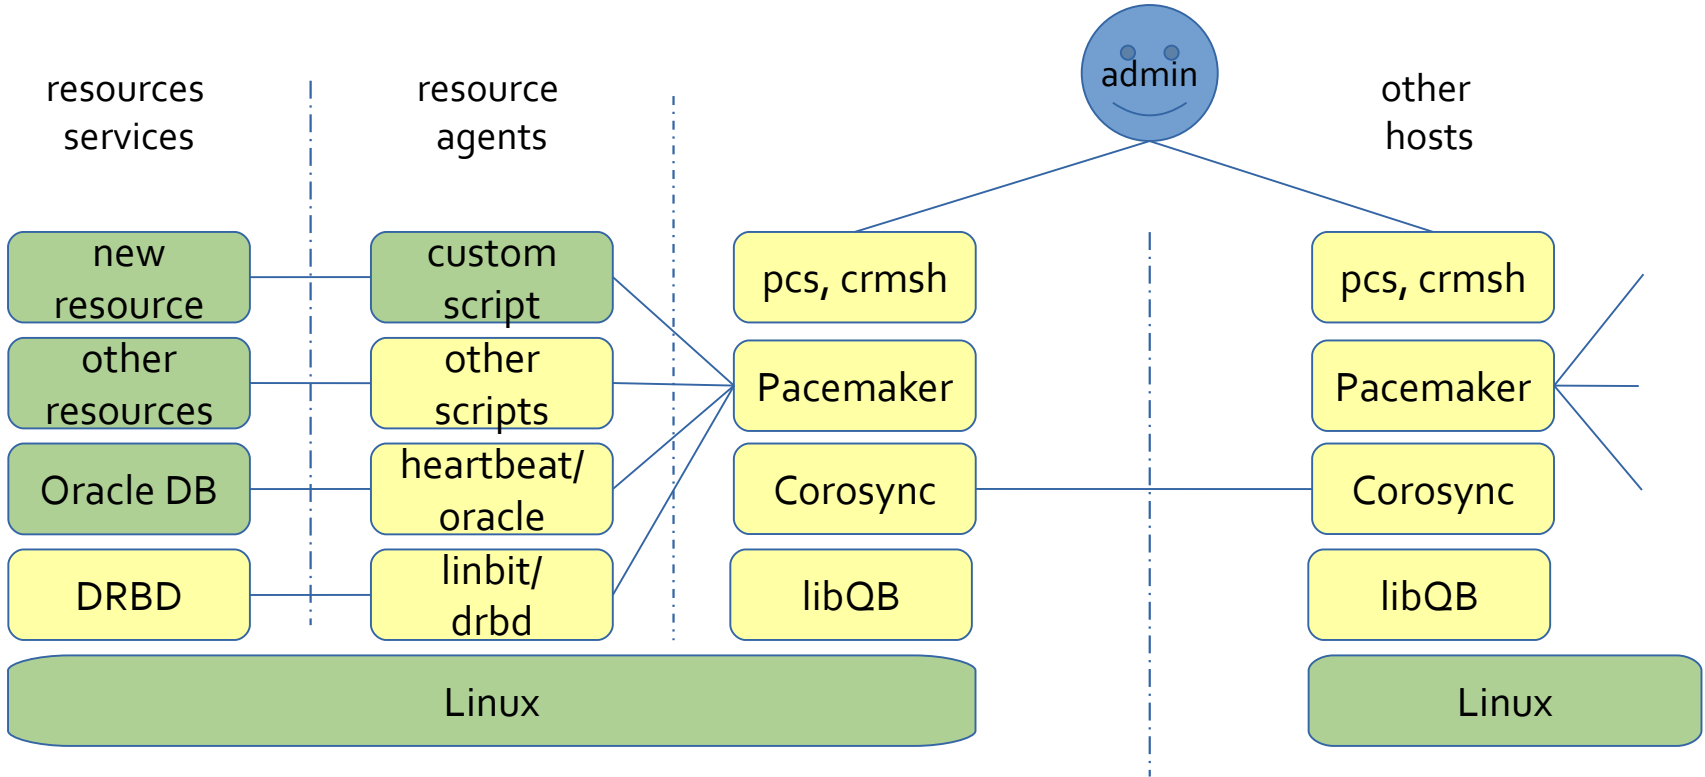 admin
resources
services
resource
agents
other
hosts
new
resource
custom
script
pcs, crmsh
pcs, crmsh
other
resources
other
scripts
Pacemaker
Pacemaker
Oracle DB
heartbeat/
oracle
Corosync
Corosync
DRBD
linbit/
drbd
libQB
libQB
Linux
Linux